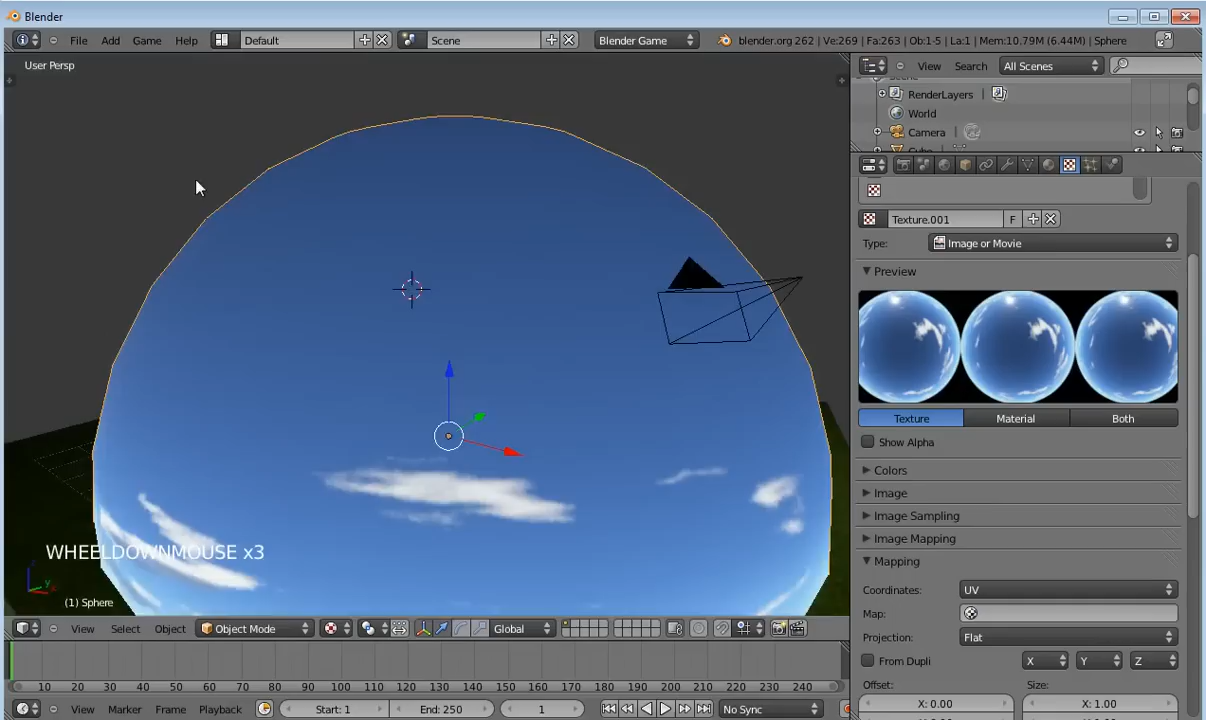 Blender
File Add Game Help Default Scene Blender Game blender.org 262 | Ve:269 | Fa:263 | Ob:1-5 | La:1 | Mem:10.79M (6.44M) | Sphere
User Persp
View Search All Scenes
RenderLayers
World
Camera
Texture.001 F
Type: Image or Movie
Preview
Texture Material Both
Show Alpha
Colors
Image
Image Sampling
Image Mapping
Mapping
Coordinates: UV
Map:
Projection: Flat
From Dupli X Y Z
Offset: Size:
X: 0.00 X: 1.00
WHEELDOWNMOUSE x3
z y x
(1) Sphere
View Select Object Object Mode Global
10 20 30 40 50 60 70 80 90 100 110 120 130 140 150 160 170 180 190 200 210 220 230 240
View Marker Frame Playback Start: 1 End: 250 1 No Sync